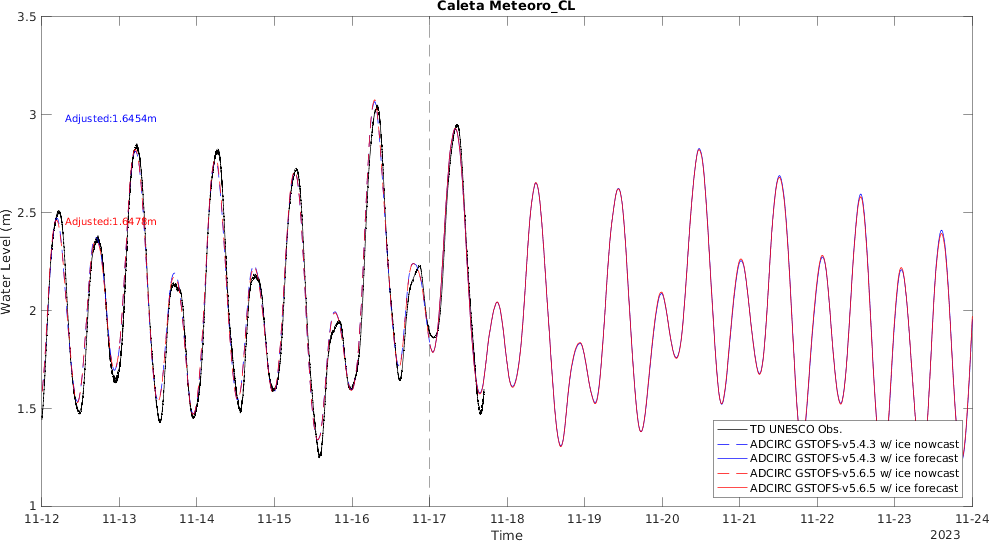 Caleta Meteoro_CL
3.5
3
2.5
2
1.5
1
Water Level (m)
Adjusted:1.6454m
Adjusted:1.6478m
TD UNESCO Obs.
ADCIRC GSTOFS-v5.4.3 w/ ice nowcast
ADCIRC GSTOFS-v5.4.3 w/ ice forecast
ADCIRC GSTOFS-v5.6.5 w/ ice nowcast
ADCIRC GSTOFS-v5.6.5 w/ ice forecast
11-12 11-13 11-14 11-15 11-16 11-17 11-18 11-19 11-20 11-21 11-22 11-23 11-24
Time
2023